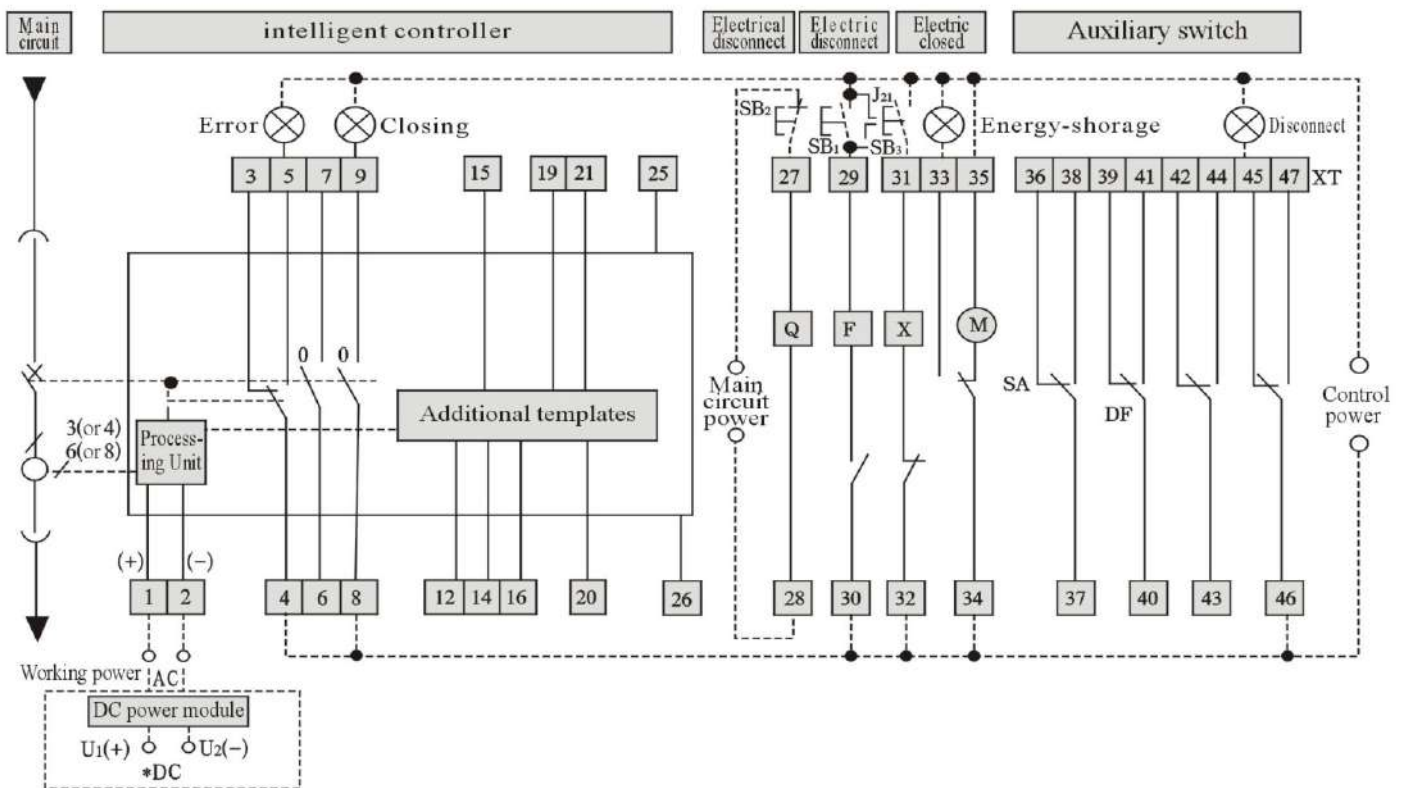 Main circuit
intelligent controller
Electrical disconnect
Electric disconnect
Electric closed
Auxiliary switch
Error
Closing
SB2
SB1
J21
SB3
Energy-shorage
Disconnect
3 5 7 9
15
19 21
25
27
29
31 33 35
36 38 39 41 42 44 45 47
XT
0 0
Q
F
X
M
SA
DF
Main circuit power
Control power
3(or 4)
6(or 8)
Process-
ing Unit
Additional templates
(+)
(−)
1 2
4 6 8
12 14 16
20
26
28
30
32
34
37
40
43
46
Working power
AC
DC power module
U1(+)
U2(−)
*DC